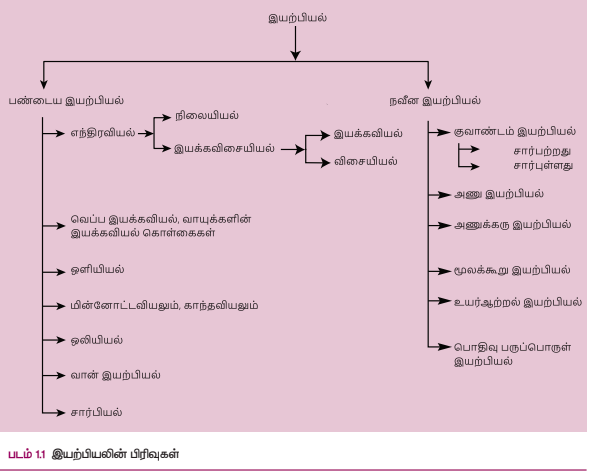 இயற்பியல்
பண்டைய இயற்பியல்
எந்திரவியல்
நிலையியல்
இயக்கவிசையியல்
இயக்கவியல்
விசையியல்
வெப்ப இயக்கவியல், வாயுக்களின்
இயக்கவியல் கொள்கைகள்
ஒளியியல்
மின்னோட்டவியலும், காந்தவியலும்
ஒலியியல்
வான் இயற்பியல்
சார்பியல்
நவீன இயற்பியல்
குவாண்டம் இயற்பியல்
சார்பற்றது
சார்புள்ளது
அணு இயற்பியல்
அணுக்கரு இயற்பியல்
மூலக்கூறு இயற்பியல்
உயர்ஆற்றல் இயற்பியல்
பொதிவு பருப்பொருள்
இயற்பியல்
படம் 1.1 இயற்பியலின் பிரிவுகள்